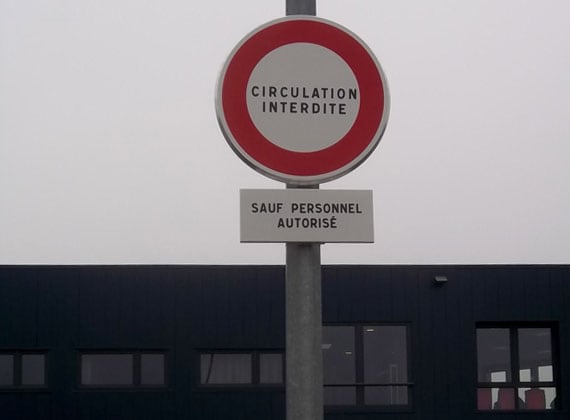 CIRCULATION
INTERDITE
SAUF PERSONNEL
AUTORISÉ